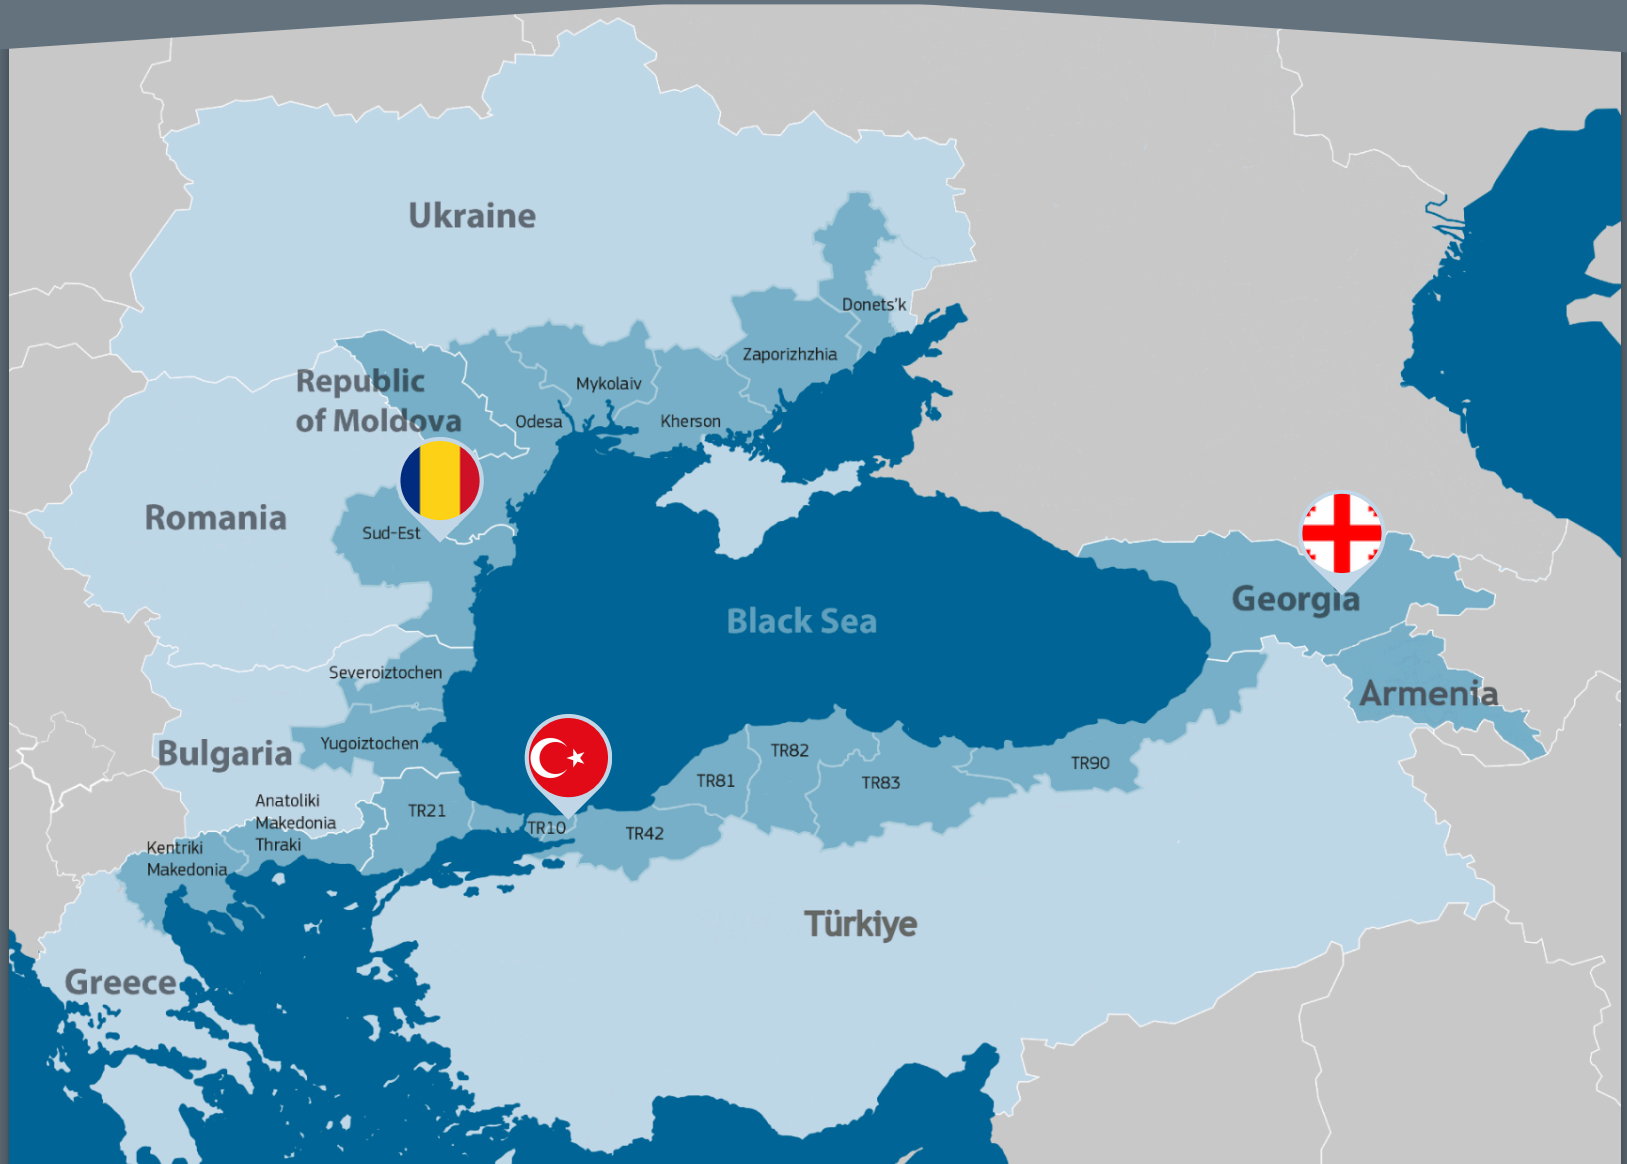 Ukraine
Donets'k
Zaporizhzhia
Republic
of Moldova
Mykolaiv
Odesa
Kherson
Romania
Sud-Est
Georgia
Black Sea
Severoiztochen
Armenia
Bulgaria
Yugoiztochen
TR82
TR90
TR81
TR83
Anatoliki
Makedonia
Thraki
TR21
TR10
TR42
Kentriki
Makedonia
Türkiye
Greece